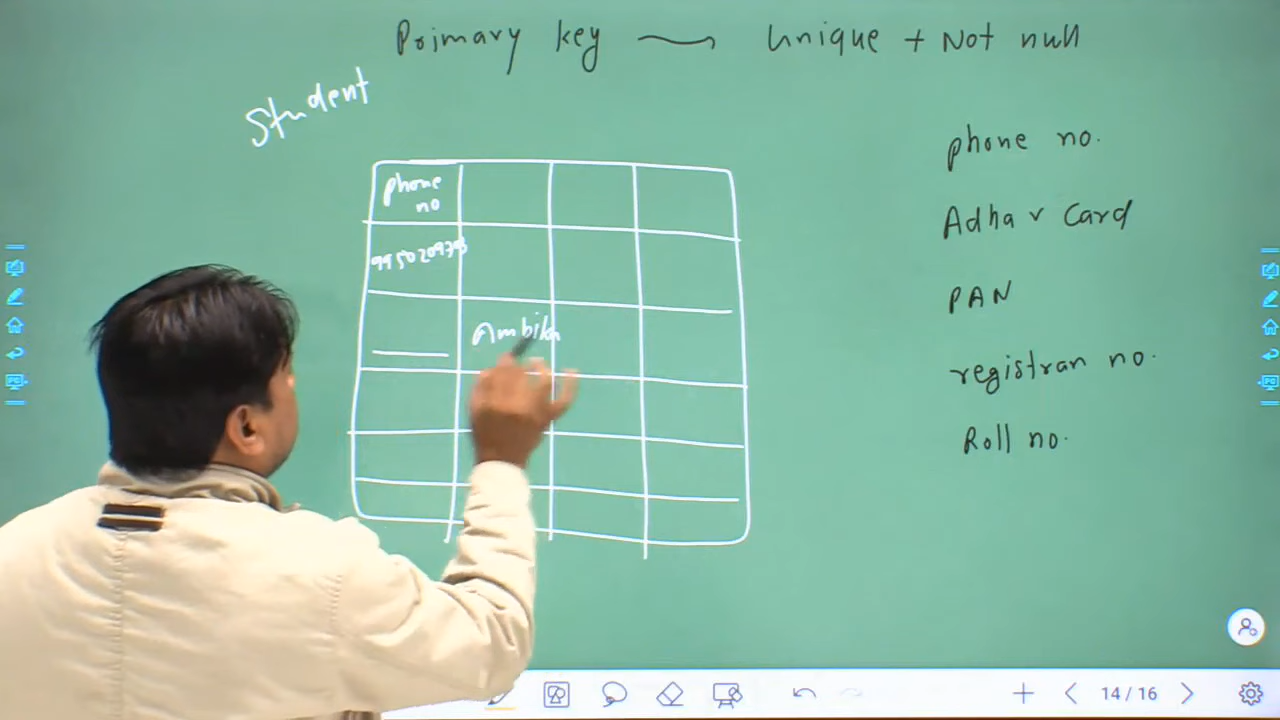 Primary key — Unique + Not null
Student
phone no.
Adhar Card
PAN
registran no.
Roll no.
phone
no
Ambika
14 / 16